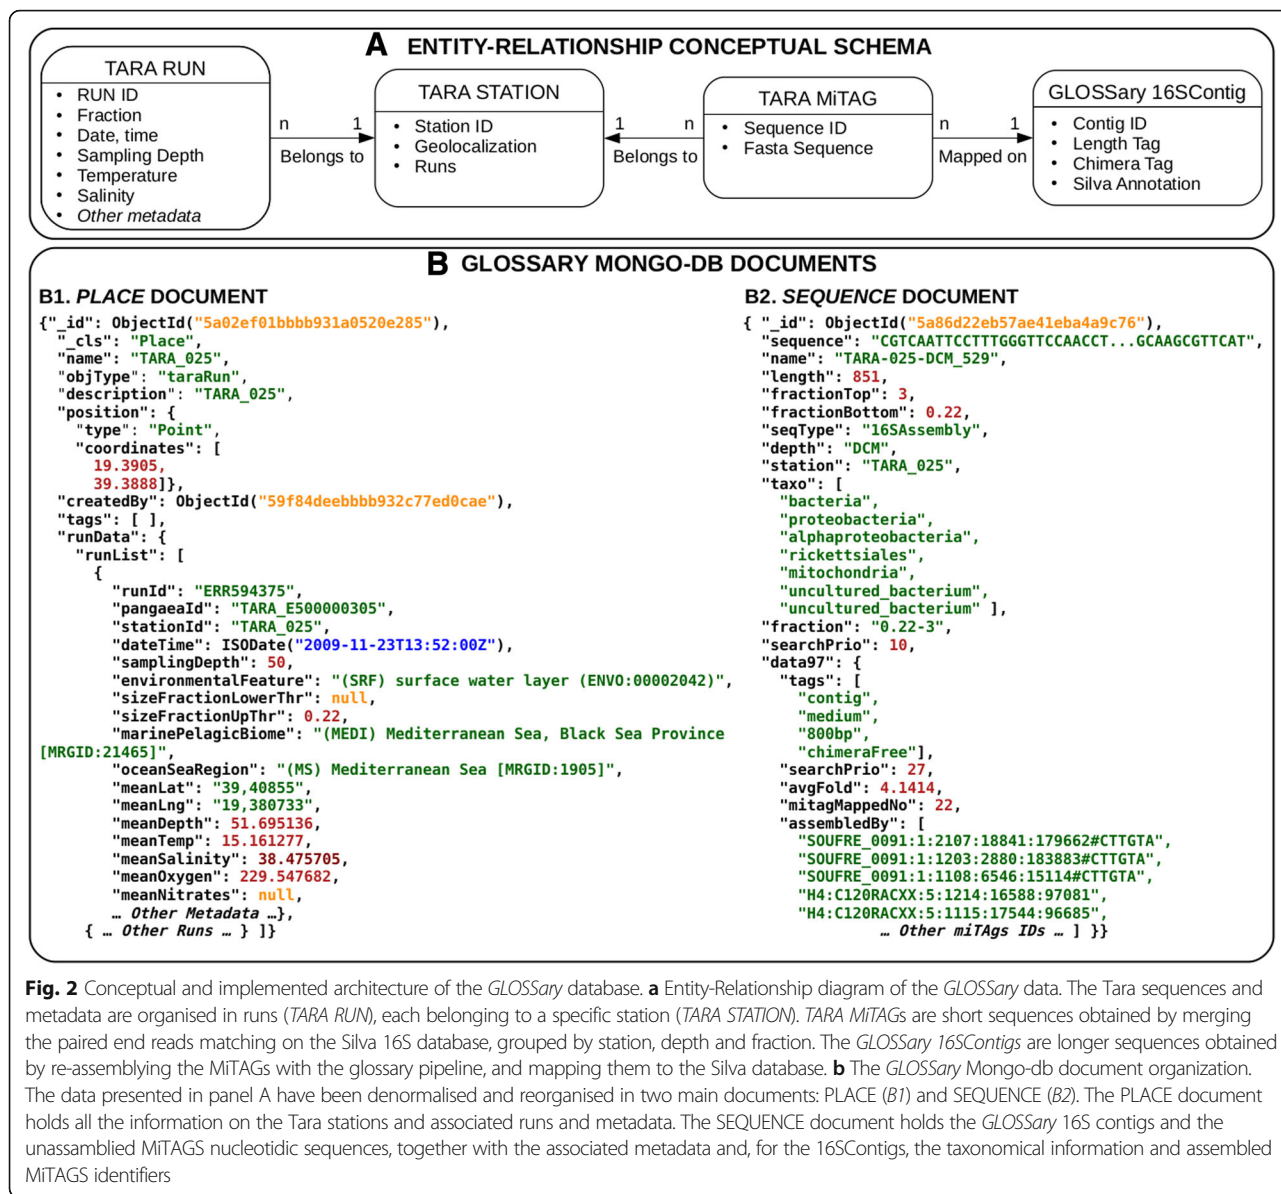 A ENTITY-RELATIONSHIP CONCEPTUAL SCHEMA
TARA RUN
• RUN ID
• Fraction
• Date, time
• Sampling Depth
• Temperature
• Salinity
• Other metadata
n 1
Belongs to
TARA STATION
• Station ID
• Geolocalization
• Runs
1 n
Belongs to
TARA MiTAG
• Sequence ID
• Fasta Sequence
n 1
Mapped on
GLOSSary 16SContig
• Contig ID
• Length Tag
• Chimera Tag
• Silva Annotation
B GLOSSARY MONGO-DB DOCUMENTS
B1. PLACE DOCUMENT
{"_id": ObjectId("5a02ef01bbbb931a0520e285"),
"_cls": "Place",
"name": "TARA_025",
"objType": "taraRun",
"description": "TARA_025",
"position": {
"type": "Point",
"coordinates": [
19.3905,
39.3888]},
"createdBy": ObjectId("59f84deebbbb932c77ed0cae"),
"tags": [ ],
"runData": {
"runList": [
{
"runId": "ERR594375",
"pangaeaId": "TARA_E500000305",
"stationId": "TARA_025",
"dateTime": ISODate("2009-11-23T13:52:00Z"),
"samplingDepth": 50,
"environmentalFeature": "(SRF) surface water layer (ENVO:00002042)",
"sizeFractionLowerThr": null,
"sizeFractionUpThr": 0.22,
"marinePelagicBiome": "(MEDI) Mediterranean Sea, Black Sea Province
[MRGID:21465]",
"oceanSeaRegion": "(MS) Mediterranean Sea [MRGID:1905]",
"meanLat": "39,40855",
"meanLng": "19,380733",
"meanDepth": 51.695136,
"meanTemp": 15.161277,
"meanSalinity": 38.475705,
"meanOxygen": 229.547682,
"meanNitrates": null,
… Other Metadata …},
{ … Other Runs … } ]}
B2. SEQUENCE DOCUMENT
{ "_id": ObjectId("5a86d22eb57ae41eba4a9c76"),
"sequence": "CGTCAATTCCTTTGGGTTCCAACCT...GCAAGCGTTCAT",
"name": "TARA-025-DCM_529",
"length": 851,
"fractionTop": 3,
"fractionBottom": 0.22,
"seqType": "16SAssembly",
"depth": "DCM",
"station": "TARA_025",
"taxo": [
"bacteria",
"proteobacteria",
"alphaproteobacteria",
"rickettsiales",
"mitochondria",
"uncultured_bacterium",
"uncultured_bacterium" ],
"fraction": "0.22-3",
"searchPrio": 10,
"data97": {
"tags": [
"contig",
"medium",
"800bp",
"chimeraFree"],
"searchPrio": 27,
"avgFold": 4.1414,
"mitagMappedNo": 22,
"assembledBy": [
"SOUFRE_0091:1:2107:18841:179662#CTTGTA",
"SOUFRE_0091:1:1203:2880:183883#CTTGTA",
"SOUFRE_0091:1:1108:6546:15114#CTTGTA",
"H4:C120RACXX:5:1214:16588:97081",
"H4:C120RACXX:5:1115:17544:96685",
… Other miTAgs IDs … ] }}
Fig. 2 Conceptual and implemented architecture of the GLOSSary database. a Entity-Relationship diagram of the GLOSSary data. The Tara sequences and
metadata are organised in runs (TARA RUN), each belonging to a specific station (TARA STATION). TARA MiTAGs are short sequences obtained by merging
the paired end reads matching on the Silva 16S database, grouped by station, depth and fraction. The GLOSSary 16SContigs are longer sequences obtained
by re-assembling the MiTAGs with the glossary pipeline, and mapping them to the Silva database. b The GLOSSary Mongo-db document organization.
The data presented in panel A have been denormalised and reorganised in two main documents: PLACE (B1) and SEQUENCE (B2). The PLACE document
holds all the information on the Tara stations and associated runs and metadata. The SEQUENCE document holds the GLOSSary 16S contigs and the
unassamblied MiTAGS nucleotidic sequences, together with the associated metadata and, for the 16SContigs, the taxonomical information and assembled
MiTAGS identifiers